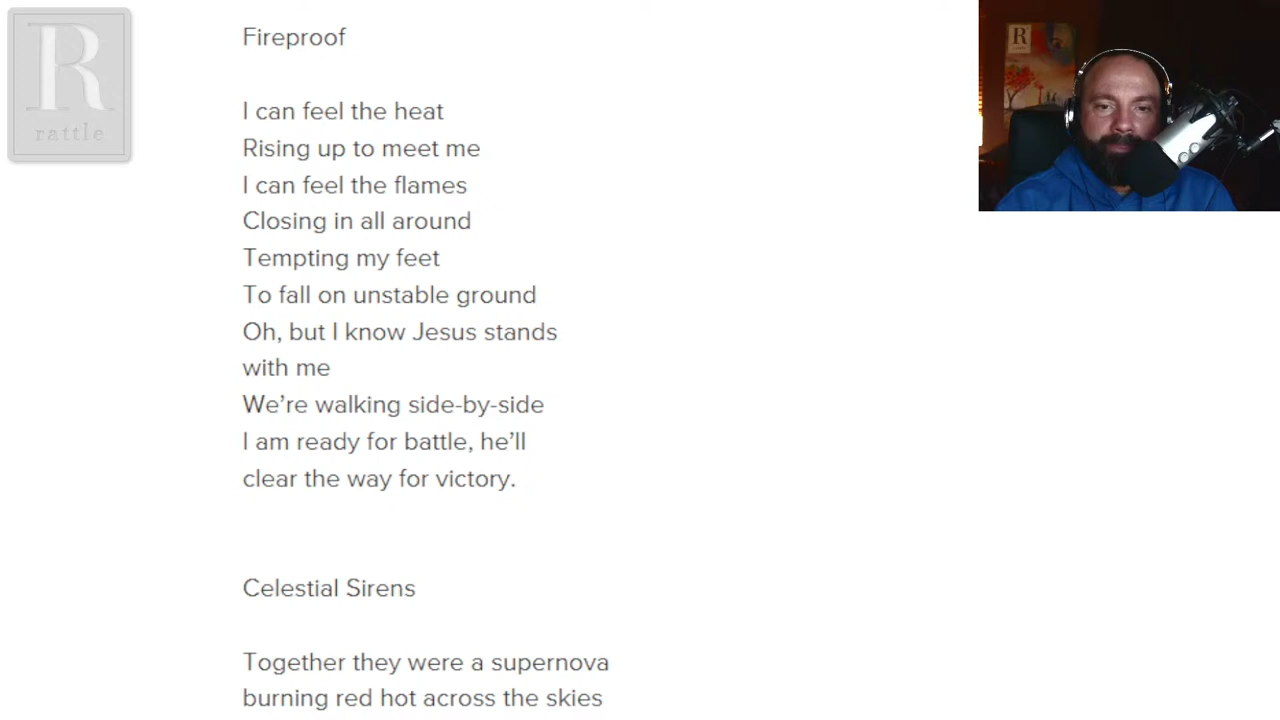 R
rattle
R
Fireproof
I can feel the heat
Rising up to meet me
I can feel the flames
Closing in all around
Tempting my feet
To fall on unstable ground
Oh, but I know Jesus stands
with me
We’re walking side-by-side
I am ready for battle, he’ll
clear the way for victory.
Celestial Sirens
Together they were a supernova
burning red hot across the skies